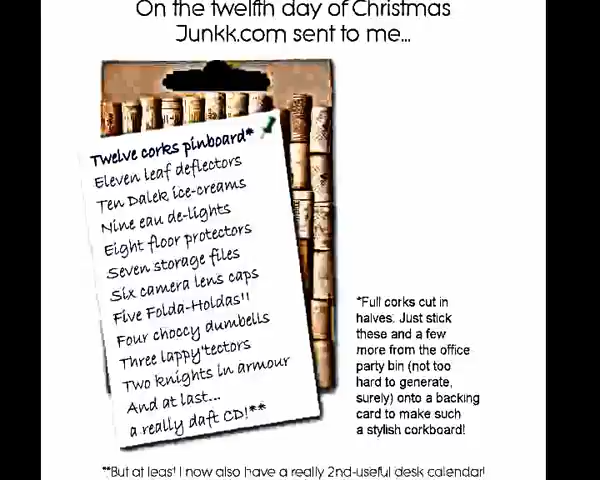 On the twelfth day of Christmas
Junkk.com sent to me...
Twelve corks pinboard*
Eleven leaf deflectors
Ten Dalek ice-creams
Nine eau de-lights
Eight floor protectors
Seven storage files
Six camera lens caps
Five Folda-Holdas!!
Four choccy dumbells
Three lappy'tectors
Two knights in armour
And at last...
a really daft CD!**
*Full corks cut in
halves. Just stick
these and a few
more from the office
party bin (not too
hard to generate,
surely) onto a backing
card to make such
a stylish corkboard!
**But at least I now also have a really 2nd-useful desk calendar!